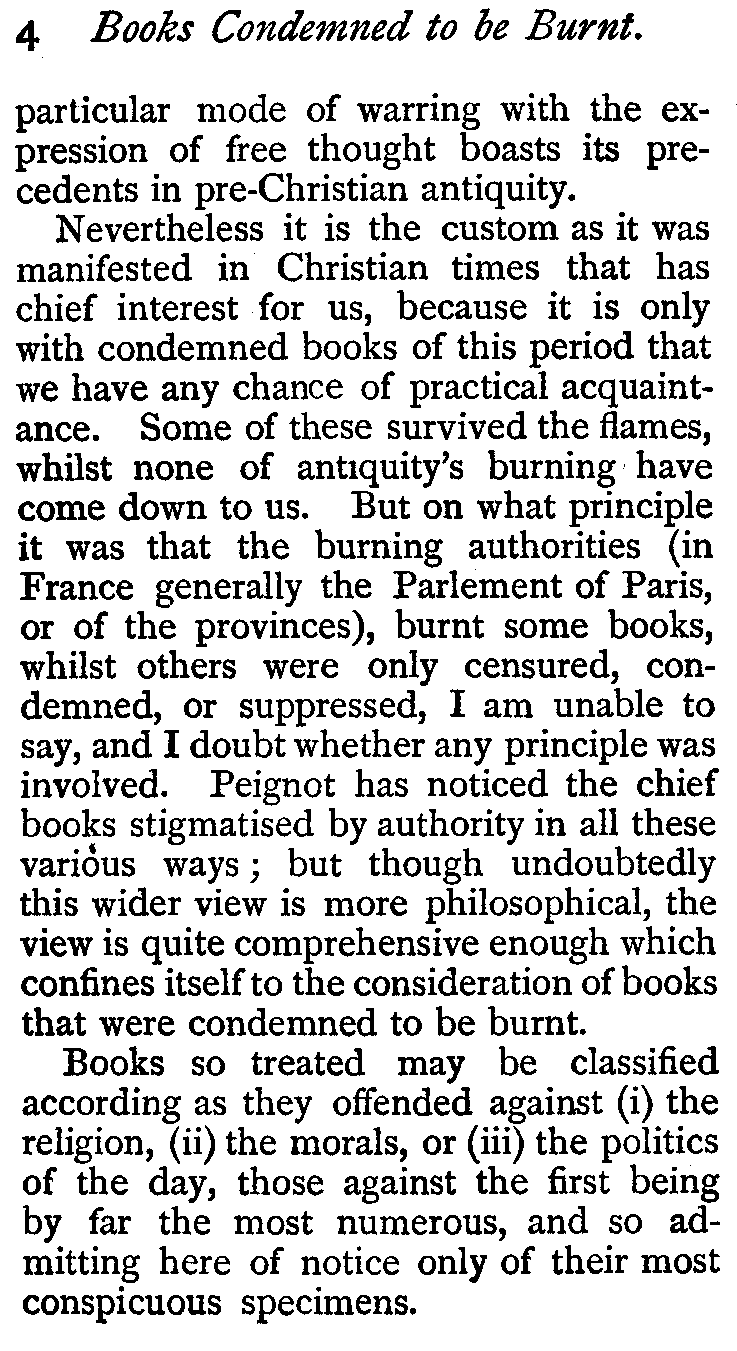 4 Books Condemned to be Burnt.
particular mode of warring with the ex-
pression of free thought boasts its pre-
cedents in pre-Christian antiquity.
Nevertheless it is the custom as it was
manifested in Christian times that has
chief interest for us, because it is only
with condemned books of this period that
we have any chance of practical acquaint-
ance. Some of these survived the flames,
whilst none of antiquity's burning have
come down to us. But on what principle
it was that the burning authorities (in
France generally the Parlement of Paris,
or of the provinces), burnt some books,
whilst others were only censured, con-
demned, or suppressed, I am unable to
say, and I doubt whether any principle was
involved. Peignot has noticed the chief
books stigmatised by authority in all these
various ways; but though undoubtedly
this wider view is more philosophical, the
view is quite comprehensive enough which
confines itself to the consideration of books
that were condemned to be burnt.
Books so treated may be classified
according as they offended against (i) the
religion, (ii) the morals, or (iii) the politics
of the day, those against the first being
by far the most numerous, and so ad-
mitting here of notice only of their most
conspicuous specimens.